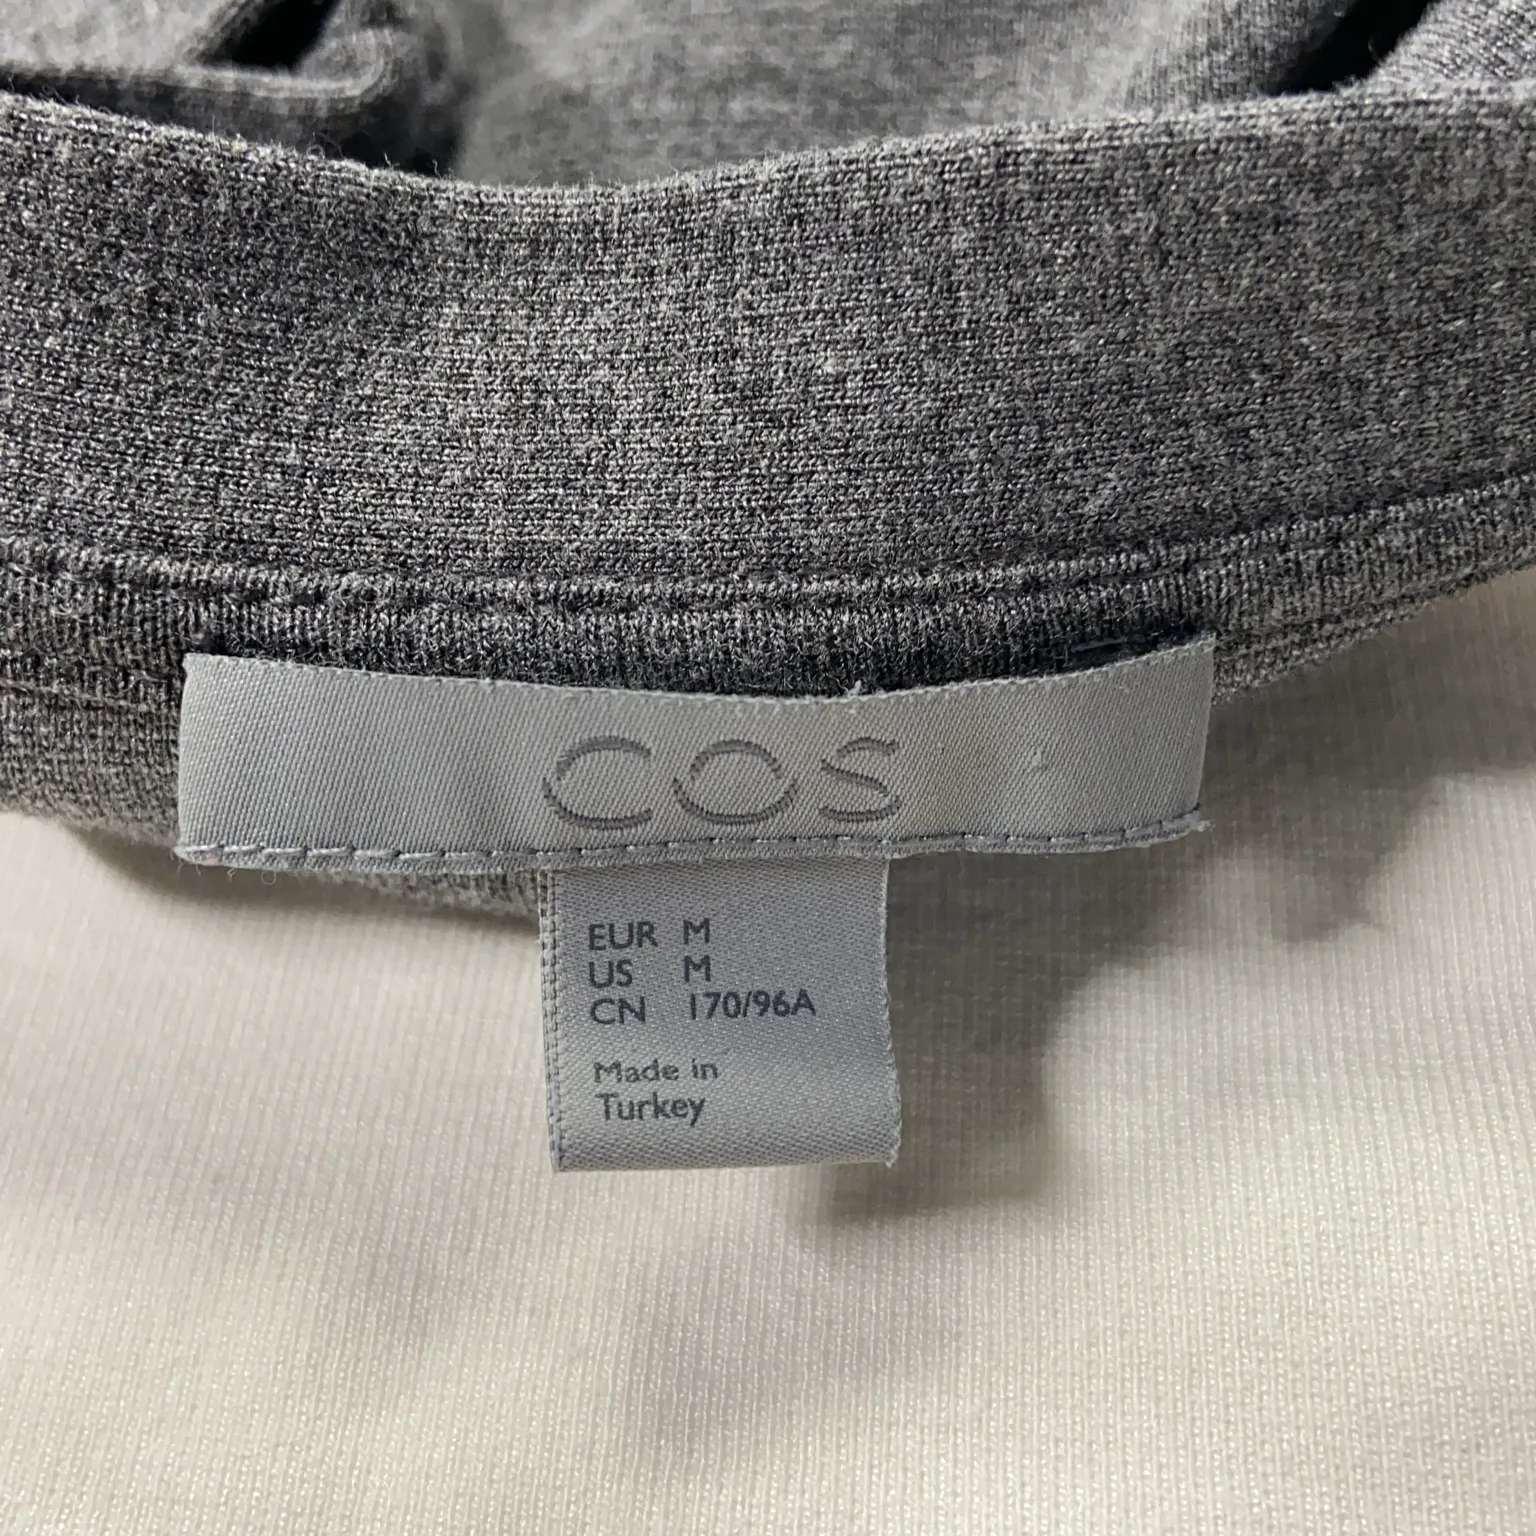 COS
EUR M
US M
CN 170/96A
Made in
Turkey